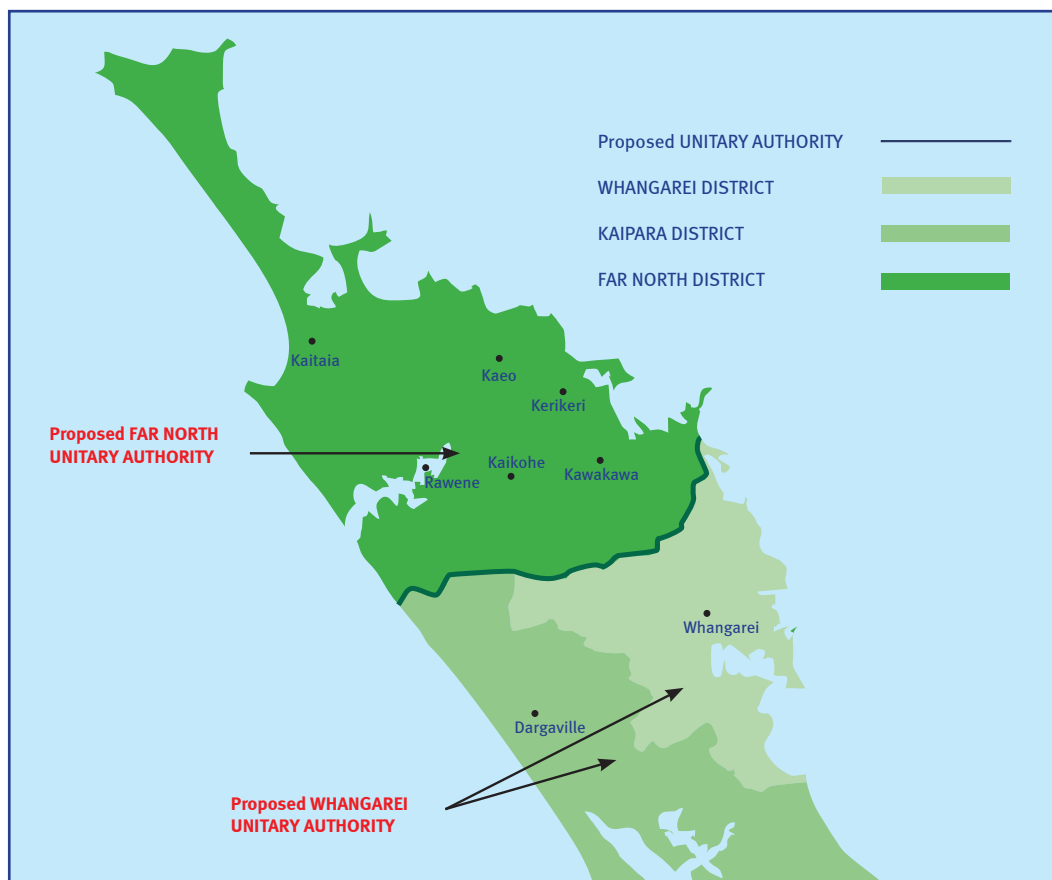 Proposed UNITARY AUTHORITY
WHANGAREI DISTRICT
KAIPARA DISTRICT
FAR NORTH DISTRICT
Kaitaia
Kaeo
Kerikeri
Proposed FAR NORTH
UNITARY AUTHORITY
Rawene
Kaikohe
Kawakawa
Whangarei
Dargaville
Proposed WHANGAREI
UNITARY AUTHORITY